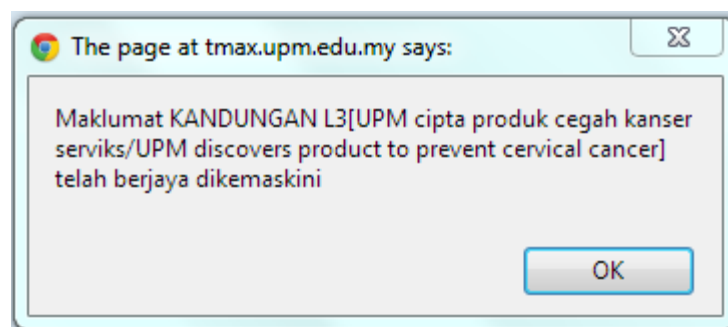 The page at tmax.upm.edu.my says:
Maklumat KANDUNGAN L3[UPM cipta produk cegah kanser
serviks/UPM discovers product to prevent cervical cancer]
telah berjaya dikemaskini
OK